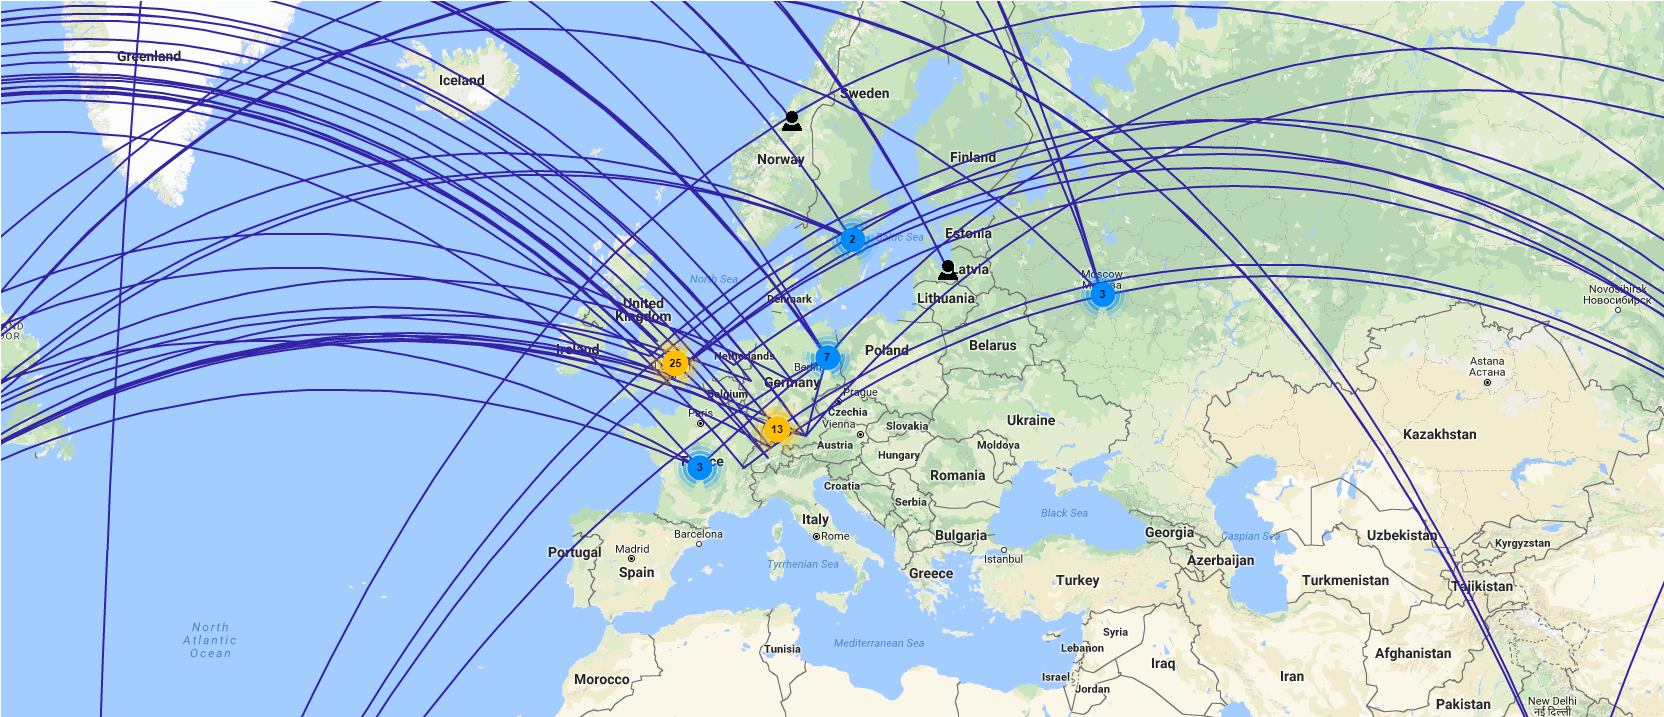 Greenland
Iceland
Sweden
Norway
Finland
2
Baltic Sea
Estonia
Latvia
North Sea
Moscow
3
Denmark
Lithuania
United
Kingdom
Novosibirsk
Новосибирск
Ireland
25
Netherlands
7
Poland
Belarus
Germany
Astana
Астана
Belgium
Prague
Paris
Czechia
Vienna
13
Slovakia
Ukraine
Austria
Moldova
Kazakhstan
Hungary
3
Romania
Croatia
Serbia
Black Sea
Italy
Rome
Barcelona
Bulgaria
Georgia
Caspian Sea
Uzbekistan
Kyrgyzstan
Portugal
Madrid
Spain
Tyrrhenian Sea
Istanbul
Greece
Turkey
Azerbaijan
Turkmenistan
Tajikistan
North
Atlantic
Ocean
Mediterranean Sea
Syria
Tunisia
Lebanon
Iraq
Afghanistan
Morocco
Israel
Jordan
Iran
Pakistan
New Delhi
नई दिल्ली